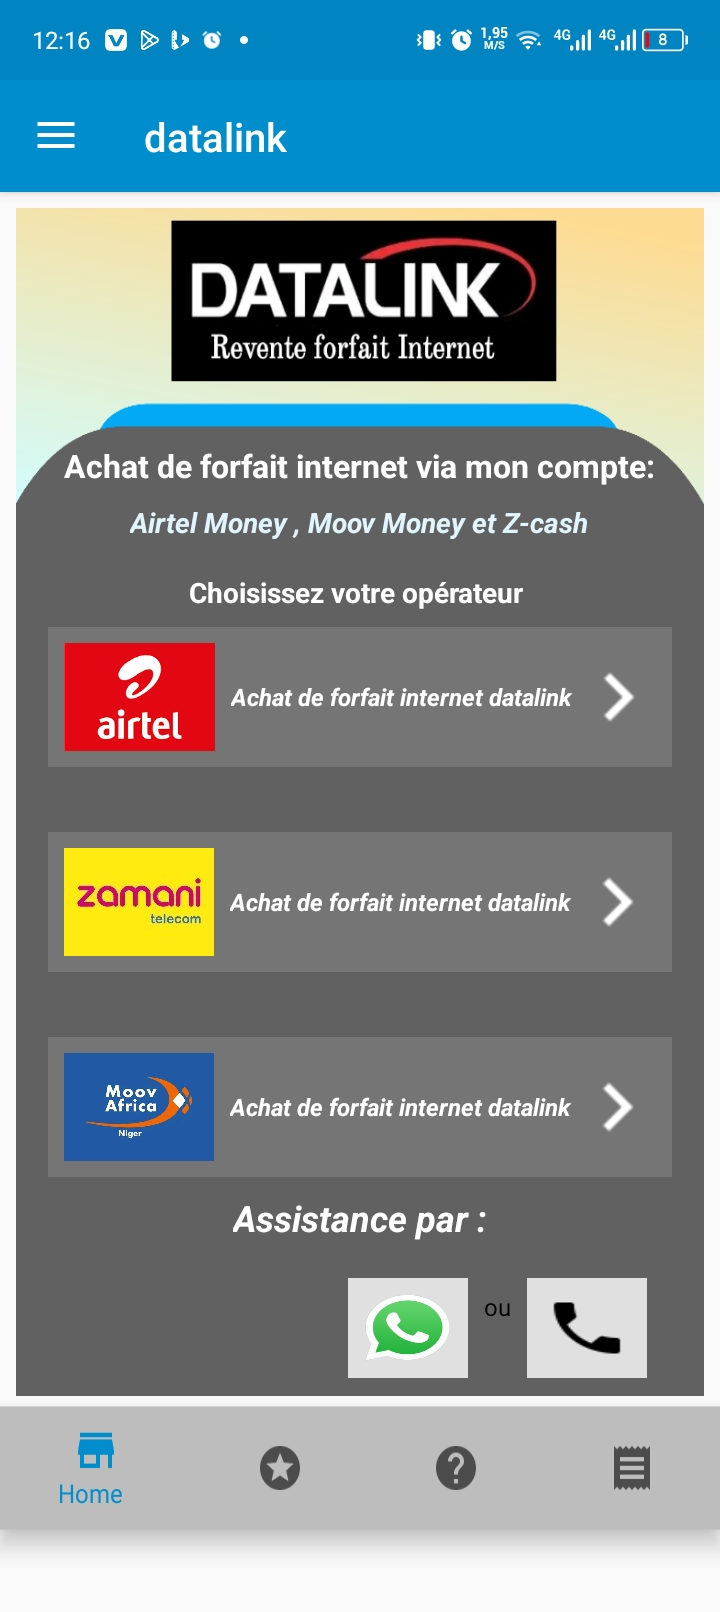 12:16
1,95
M/S
4G
4G
8
datalink
DATALINK
Revente forfait Internet
Achat de forfait internet via mon compte:
Airtel Money , Moov Money et Z-cash
Choisissez votre opérateur
airtel
Achat de forfait internet datalink
zamani
telecom
Achat de forfait internet datalink
Moov
Africa
Niger
Achat de forfait internet datalink
Assistance par :
ou
Home